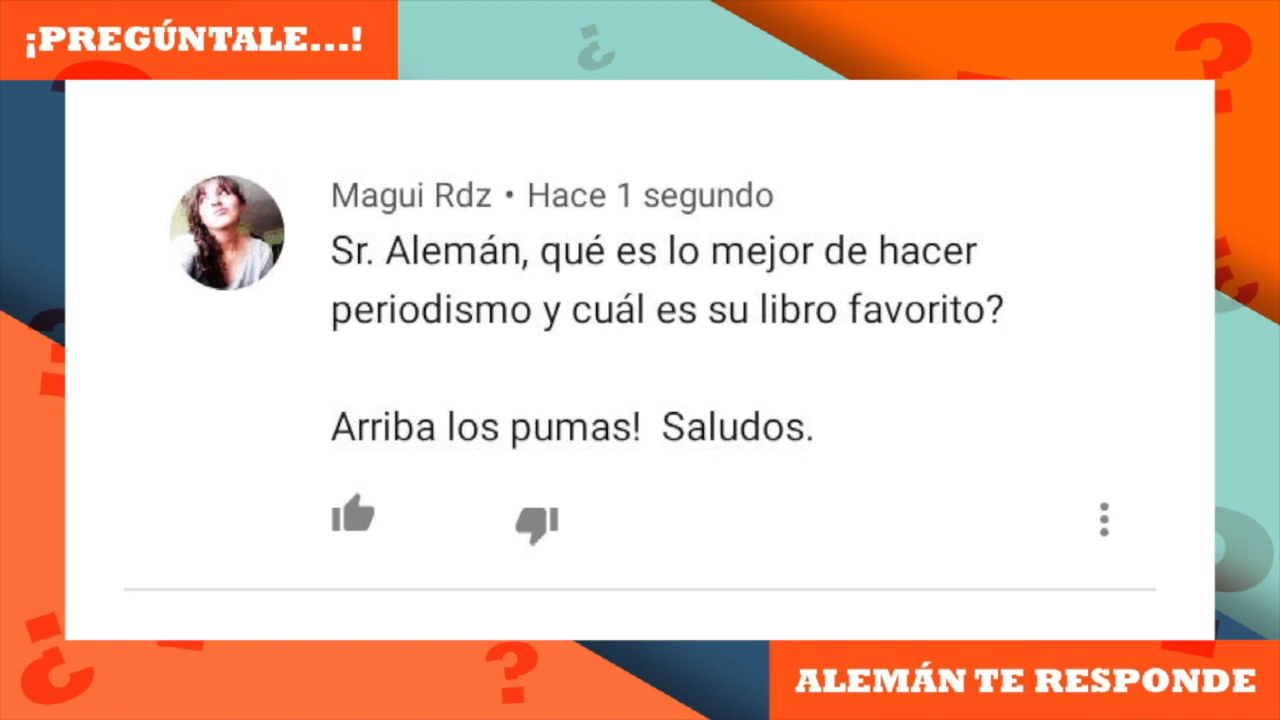 ¡PREGÚNTALE...!
Magui Rdz • Hace 1 segundo
Sr. Alemán, qué es lo mejor de hacer
periodismo y cuál es su libro favorito?
Arriba los pumas!  Saludos.
ALEMÁN TE RESPONDE